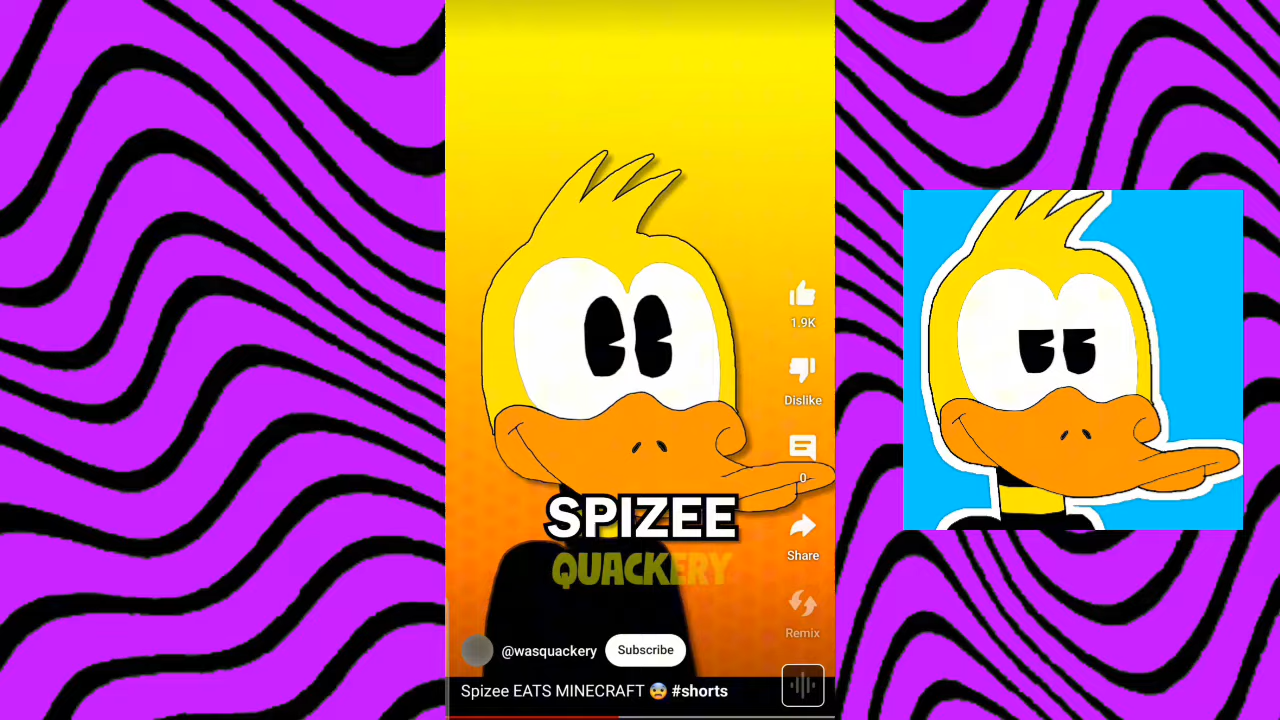 1.9K
Dislike
0
SPIZEE
QUACKERY
Share
Remix
@wasquackery
Subscribe
Spizee EATS MINECRAFT 😨 #shorts